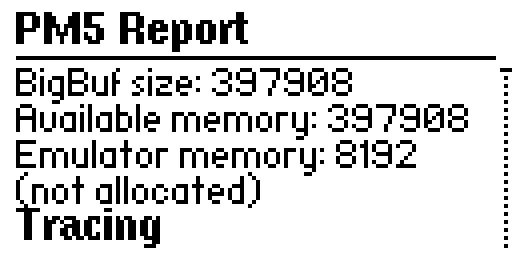 PM5 Report
BigBuf size: 397908
Available memory: 397908
Emulator memory: 8192
(not allocated)
Tracing